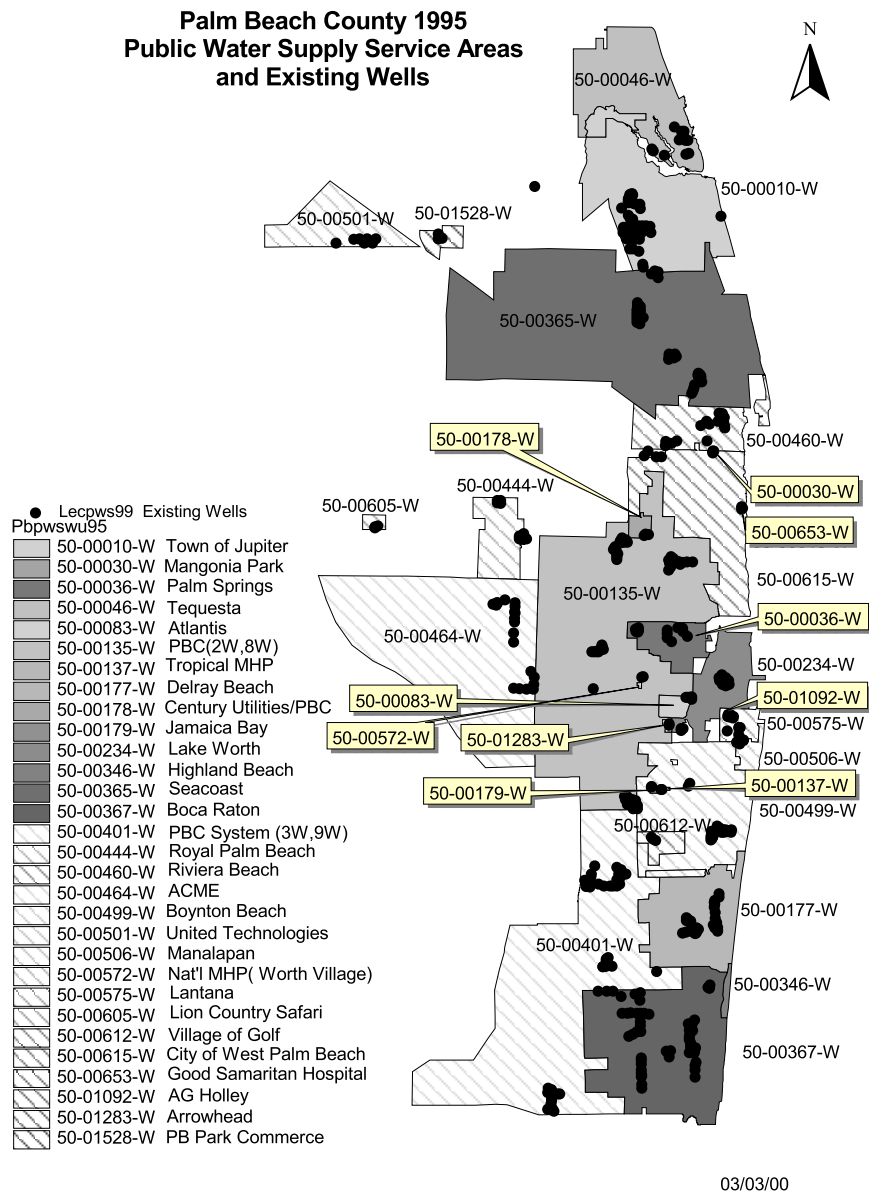 Palm Beach County 1995
Public Water Supply Service Areas
and Existing Wells
N
50-00046-W
50-00010-W
50-00501-W
50-01528-W
50-00365-W
50-00178-W
50-00460-W
50-00030-W
50-00444-W
50-00605-W
50-00653-W
50-00615-W
50-00135-W
50-00036-W
50-00464-W
50-00234-W
50-00083-W
50-01092-W
50-00572-W
50-01283-W
50-00575-W
50-00506-W
50-00179-W
50-00137-W
50-00499-W
50-00612-W
50-00177-W
50-00401-W
50-00346-W
50-00367-W
Lecpws99 Existing Wells
Pbpwswu95
50-00010-W Town of Jupiter
50-00030-W Mangonia Park
50-00036-W Palm Springs
50-00046-W Tequesta
50-00083-W Atlantis
50-00135-W PBC(2W,8W)
50-00137-W Tropical MHP
50-00177-W Delray Beach
50-00178-W Century Utilities/PBC
50-00179-W Jamaica Bay
50-00234-W Lake Worth
50-00346-W Highland Beach
50-00365-W Seacoast
50-00367-W Boca Raton
50-00401-W PBC System (3W,9W)
50-00444-W Royal Palm Beach
50-00460-W Riviera Beach
50-00464-W ACME
50-00499-W Boynton Beach
50-00501-W United Technologies
50-00506-W Manalapan
50-00572-W Nat'l MHP( Worth Village)
50-00575-W Lantana
50-00605-W Lion Country Safari
50-00612-W Village of Golf
50-00615-W City of West Palm Beach
50-00653-W Good Samaritan Hospital
50-01092-W AG Holley
50-01283-W Arrowhead
50-01528-W PB Park Commerce
03/03/00